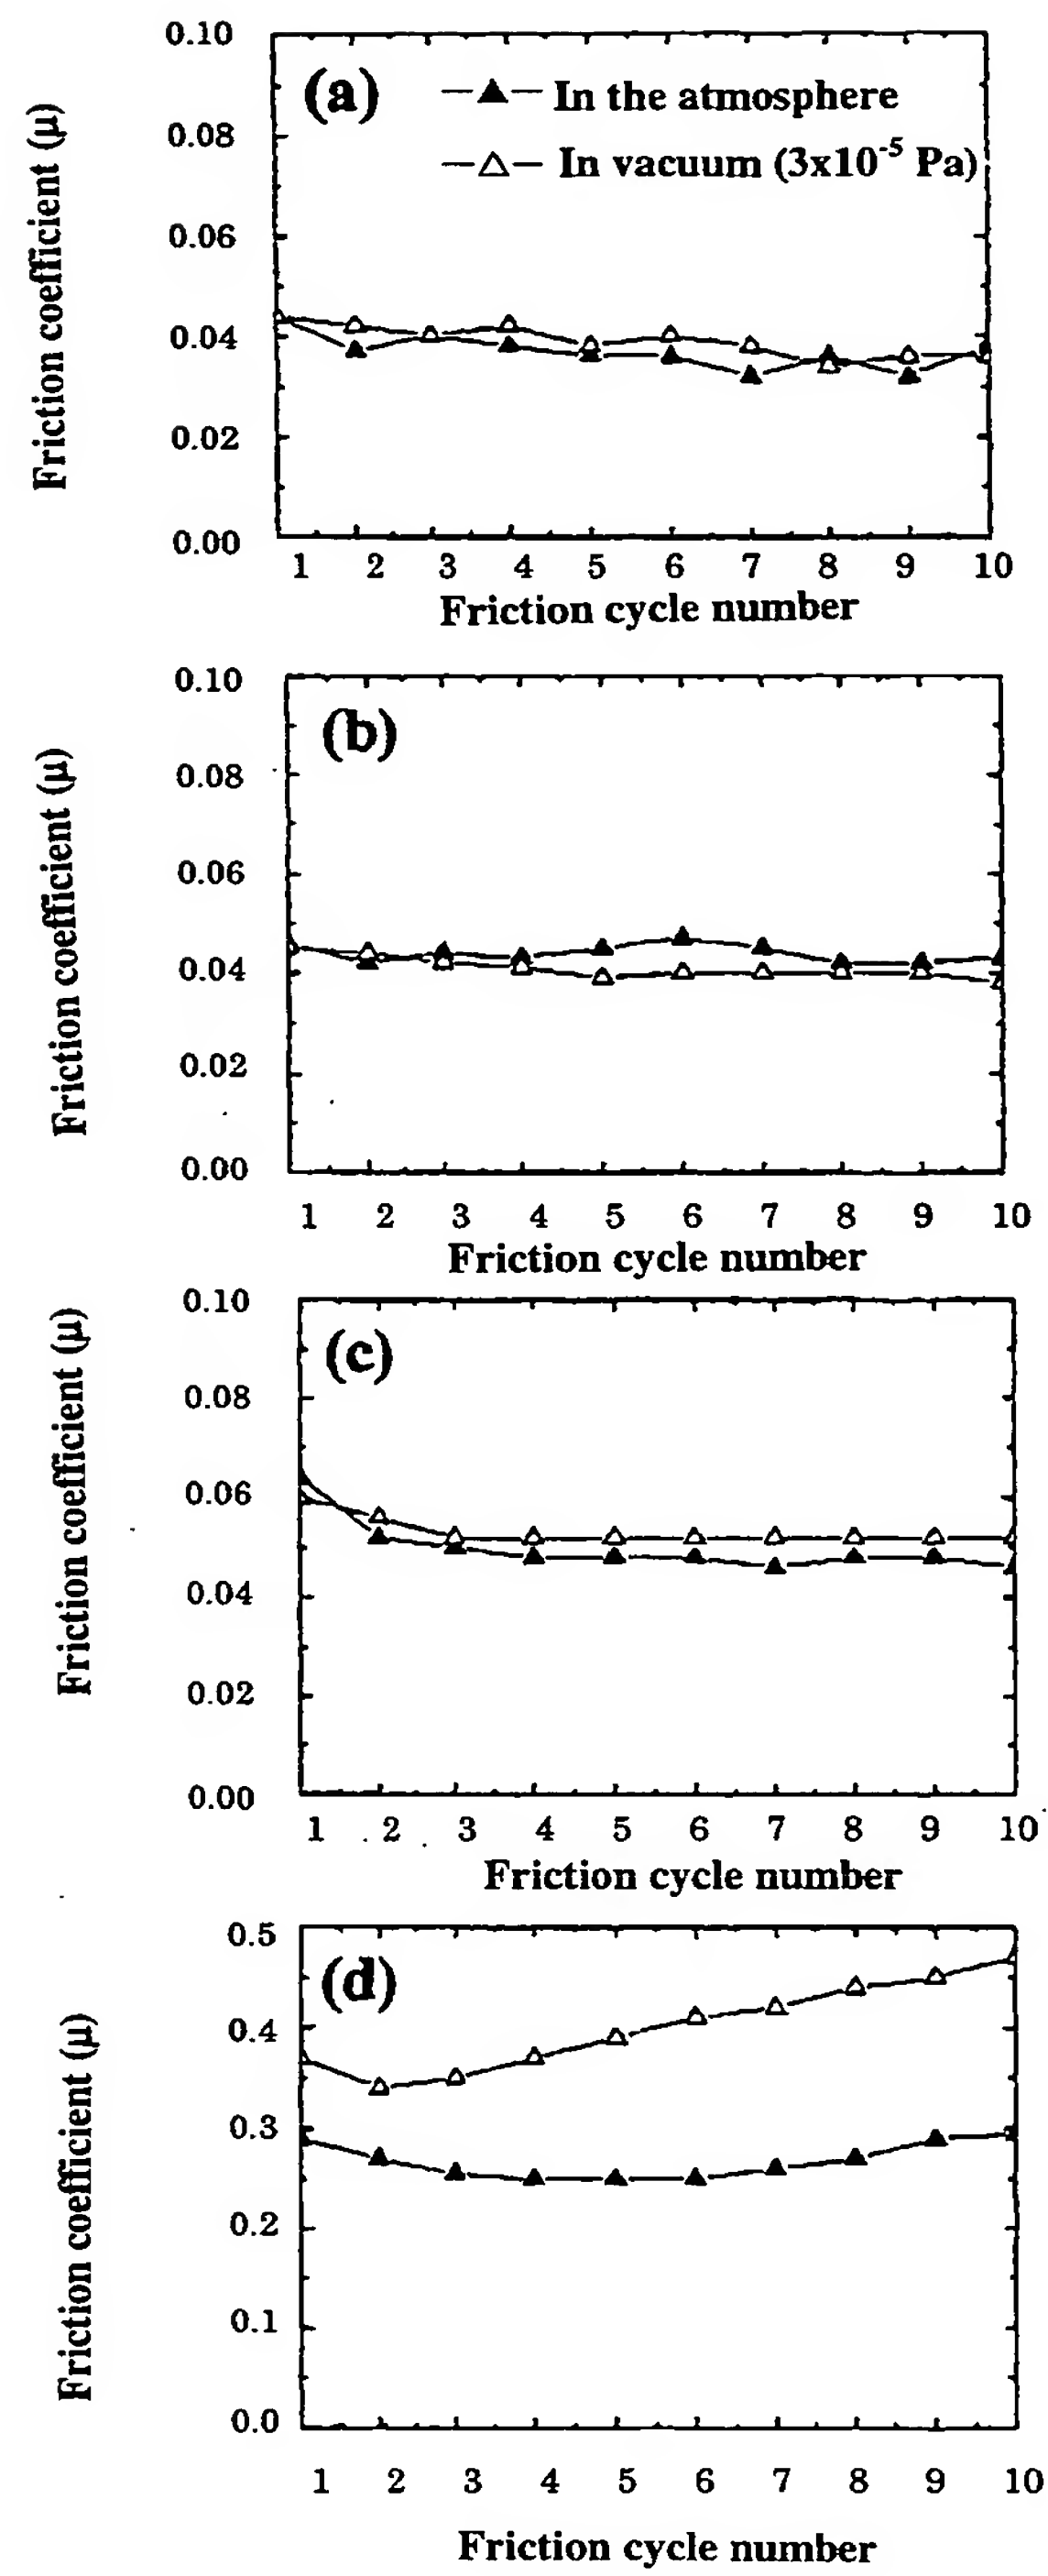 0.10
(a)
In the atmosphere
In vacuum (3x10⁻⁵ Pa)
0.08
0.06
0.04
0.02
0.00
Friction coefficient (μ)
1 2 3 4 5 6 7 8 9 10
Friction cycle number
0.10
(b)
0.08
0.06
0.04
0.02
0.00
Friction coefficient (μ)
1 2 3 4 5 6 7 8 9 10
Friction cycle number
0.10
(c)
0.08
0.06
0.04
0.02
0.00
Friction coefficient (μ)
1 2 3 4 5 6 7 8 9 10
Friction cycle number
0.5
(d)
0.4
0.3
0.2
0.1
0.0
Friction coefficient (μ)
1 2 3 4 5 6 7 8 9 10
Friction cycle number